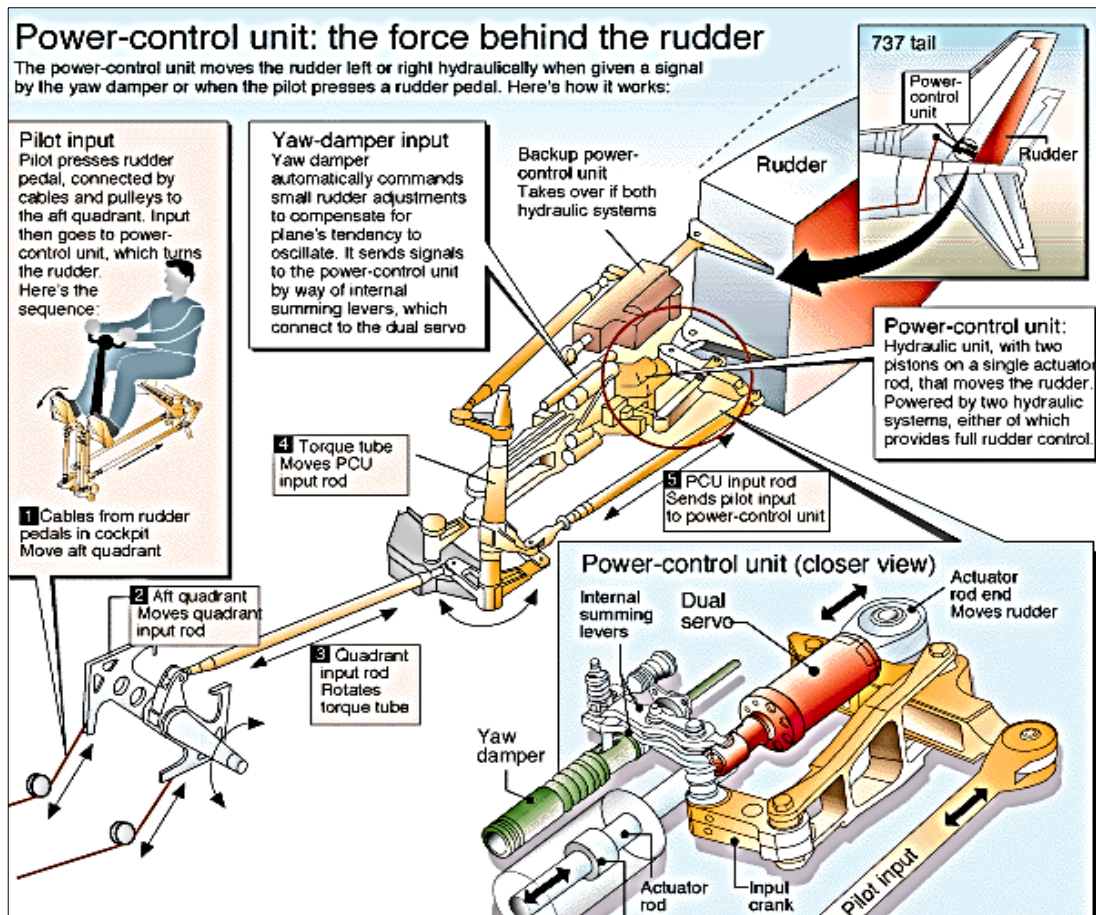 Power-control unit: the force behind the rudder
The power-control unit moves the rudder left or right hydraulically when given a signal
by the yaw damper or when the pilot presses a rudder pedal. Here's how it works:
737 tail
Power-
control
unit
Rudder
Pilot input
Pilot presses rudder
pedal, connected by
cables and pulleys to
the aft quadrant. Input
then goes to power-
control unit, which turns
the rudder.
Here's the
sequence:
1 Cables from rudder
pedals in cockpit
Move aft quadrant
Yaw-damper input
Yaw damper
automatically commands
small rudder adjustments
to compensate for
plane's tendency to
oscillate. It sends signals
to the power-control unit
by way of internal
summing levers, which
connect to the dual servo
Backup power-
control unit
Takes over if both
hydraulic systems
Rudder
Power-control unit:
Hydraulic unit, with two
pistons on a single actuator
rod, that moves the rudder.
Powered by two hydraulic
systems, either of which
provides full rudder control.
4 Torque tube
Moves PCU
input rod
5 PCU input rod
Sends pilot input
to power-control unit
2 Aft quadrant
Moves quadrant
input rod
3 Quadrant
input rod
Rotates
torque tube
Power-control unit (closer view)
Internal
summing
levers
Dual
servo
Actuator
rod end
Moves rudder
Yaw
damper
Actuator
rod
Input
crank
Pilot input